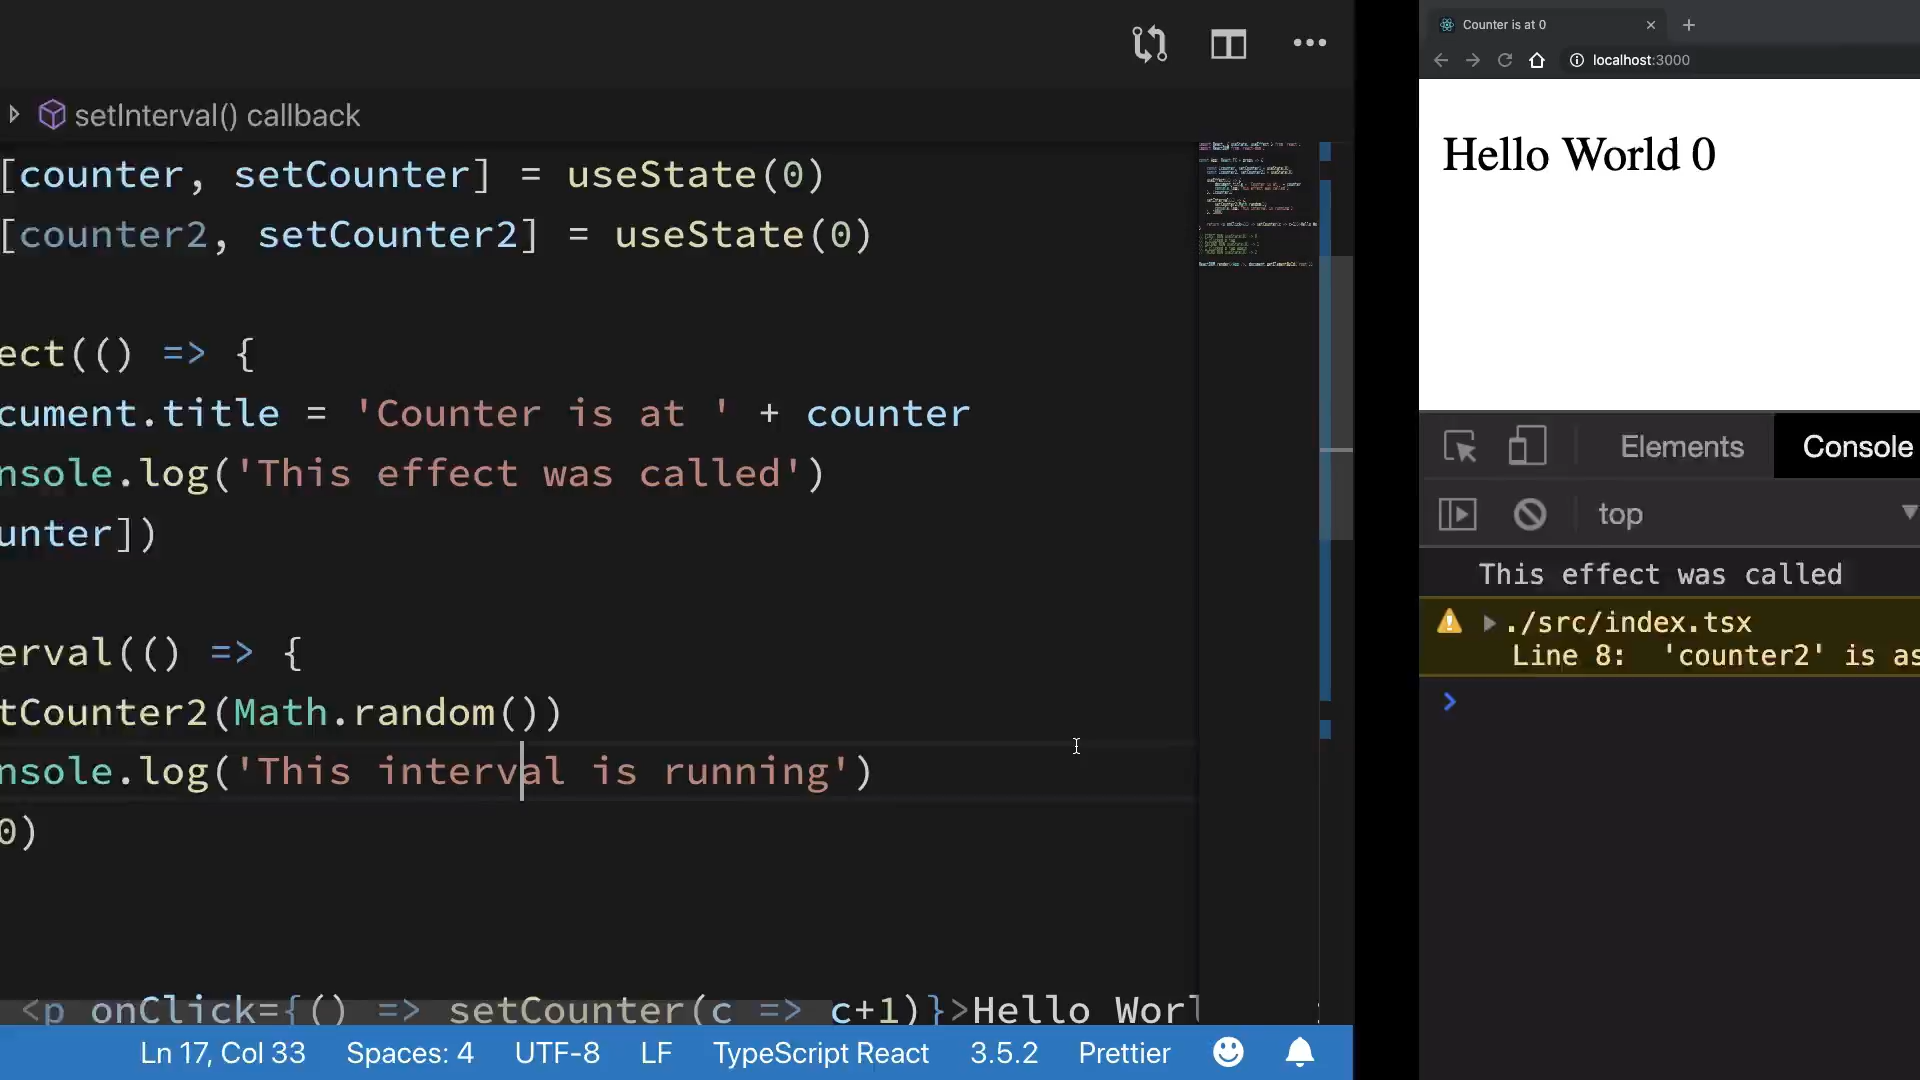 setInterval() callback
[counter, setCounter] = useState(0)
[counter2, setCounter2] = useState(0)
ect(() => {
cument.title = 'Counter is at ' + counter
nsole.log('This effect was called')
unter])
erval(() => {
tCounter2(Math.random())
nsole.log('This interval is running')
0)
<p onClick={() => setCounter(c => c+1)}>Hello Worl
Ln 17, Col 33 Spaces: 4 UTF-8 LF TypeScript React 3.5.2 Prettier
Counter is at 0
localhost:3000
Hello World 0
Elements Console
top
This effect was called
./src/index.tsx
Line 8: 'counter2' is as